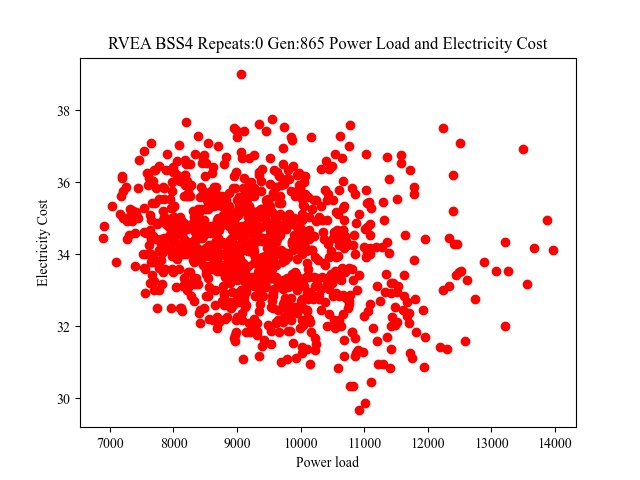 RVEA BSS4 Repeats:0 Gen:865 Power Load and Electricity Cost
Electricity Cost
38
36
34
32
30
7000 8000 9000 10000 11000 12000 13000 14000
Power load